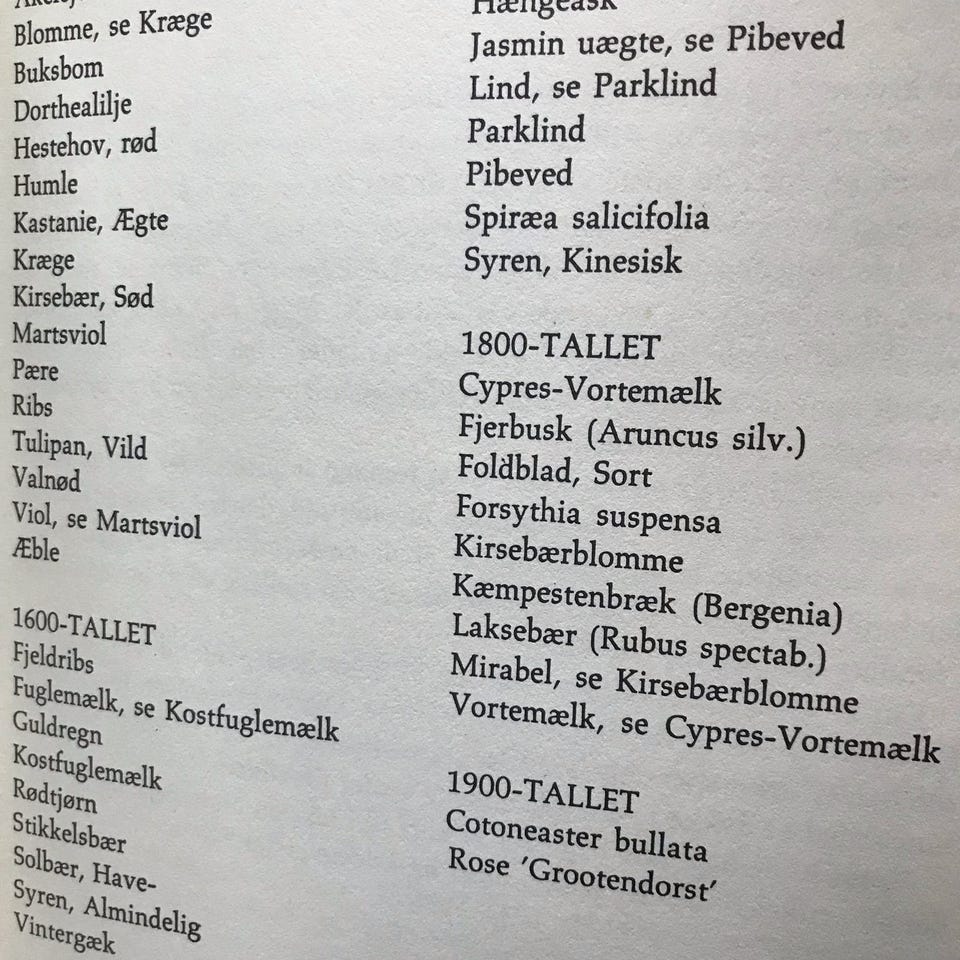 Blomme, se Kræge
Buksbom
Dorthealilje
Hestehov, rød
Humle
Kastanie, Ægte
Kræge
Kirsebær, Sød
Martsviol
Pære
Ribs
Tulipan, Vild
Valnød
Viol, se Martsviol
Æble
1600-TALLET
Fjeldribs
Fuglemælk, se Kostfuglemælk
Guldregn
Kostfuglemælk
Rødtjørn
Stikkelsbær
Solbær, Have-
Syren, Almindelig
Vintergæk
Hængeask
Jasmin uægte, se Pibeved
Lind, se Parklind
Parklind
Pibeved
Spiræa salicifolia
Syren, Kinesisk
1800-TALLET
Cypres-Vortemælk
Fjerbusk (Aruncus silv.)
Foldblad, Sort
Forsythia suspensa
Kirsebærblomme
Kæmpestenbræk (Bergenia)
Laksebær (Rubus spectab.)
Mirabel, se Kirsebærblomme
Vortemælk, se Cypres-Vortemælk
1900-TALLET
Cotoneaster bullata
Rose 'Grootendorst'